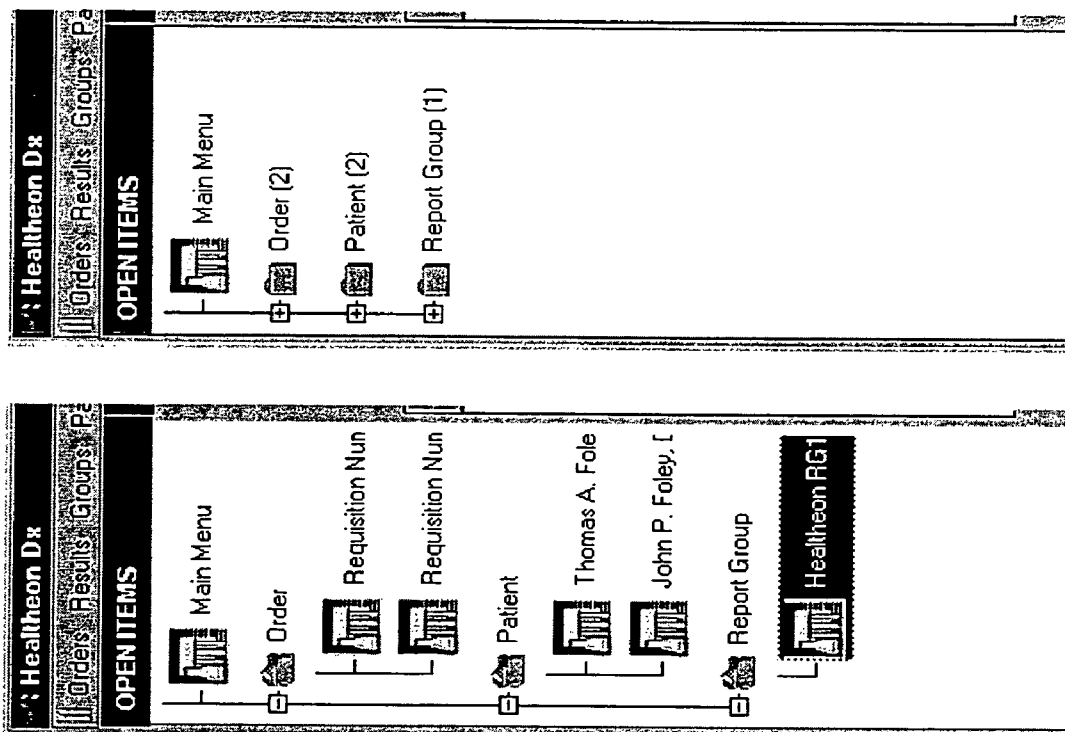 Healtheon Dx
Orders Results Groups Pa
OPEN ITEMS
Main Menu
Order
Requisition Nun
Requisition Nun
Patient
Thomas A. Fole
John P. Foley, [
Report Group
Healtheon RG1
Healtheon Dx
Orders Results Groups Pa
OPEN ITEMS
Main Menu
Order (2)
Patient (2)
Report Group (1)